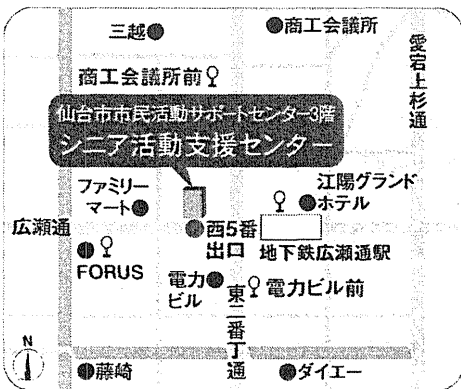 三越
商工会議所
商工会議所前
愛宕上杉通
仙台市市民活動サポートセンター3階
シニア活動支援センター
ファミリー
マート
江陽グランド
ホテル
広瀬通
西5番
出口
地下鉄広瀬通駅
FORUS
電力
ビル
東二番丁通
電力ビル前
N
藤崎
ダイエー